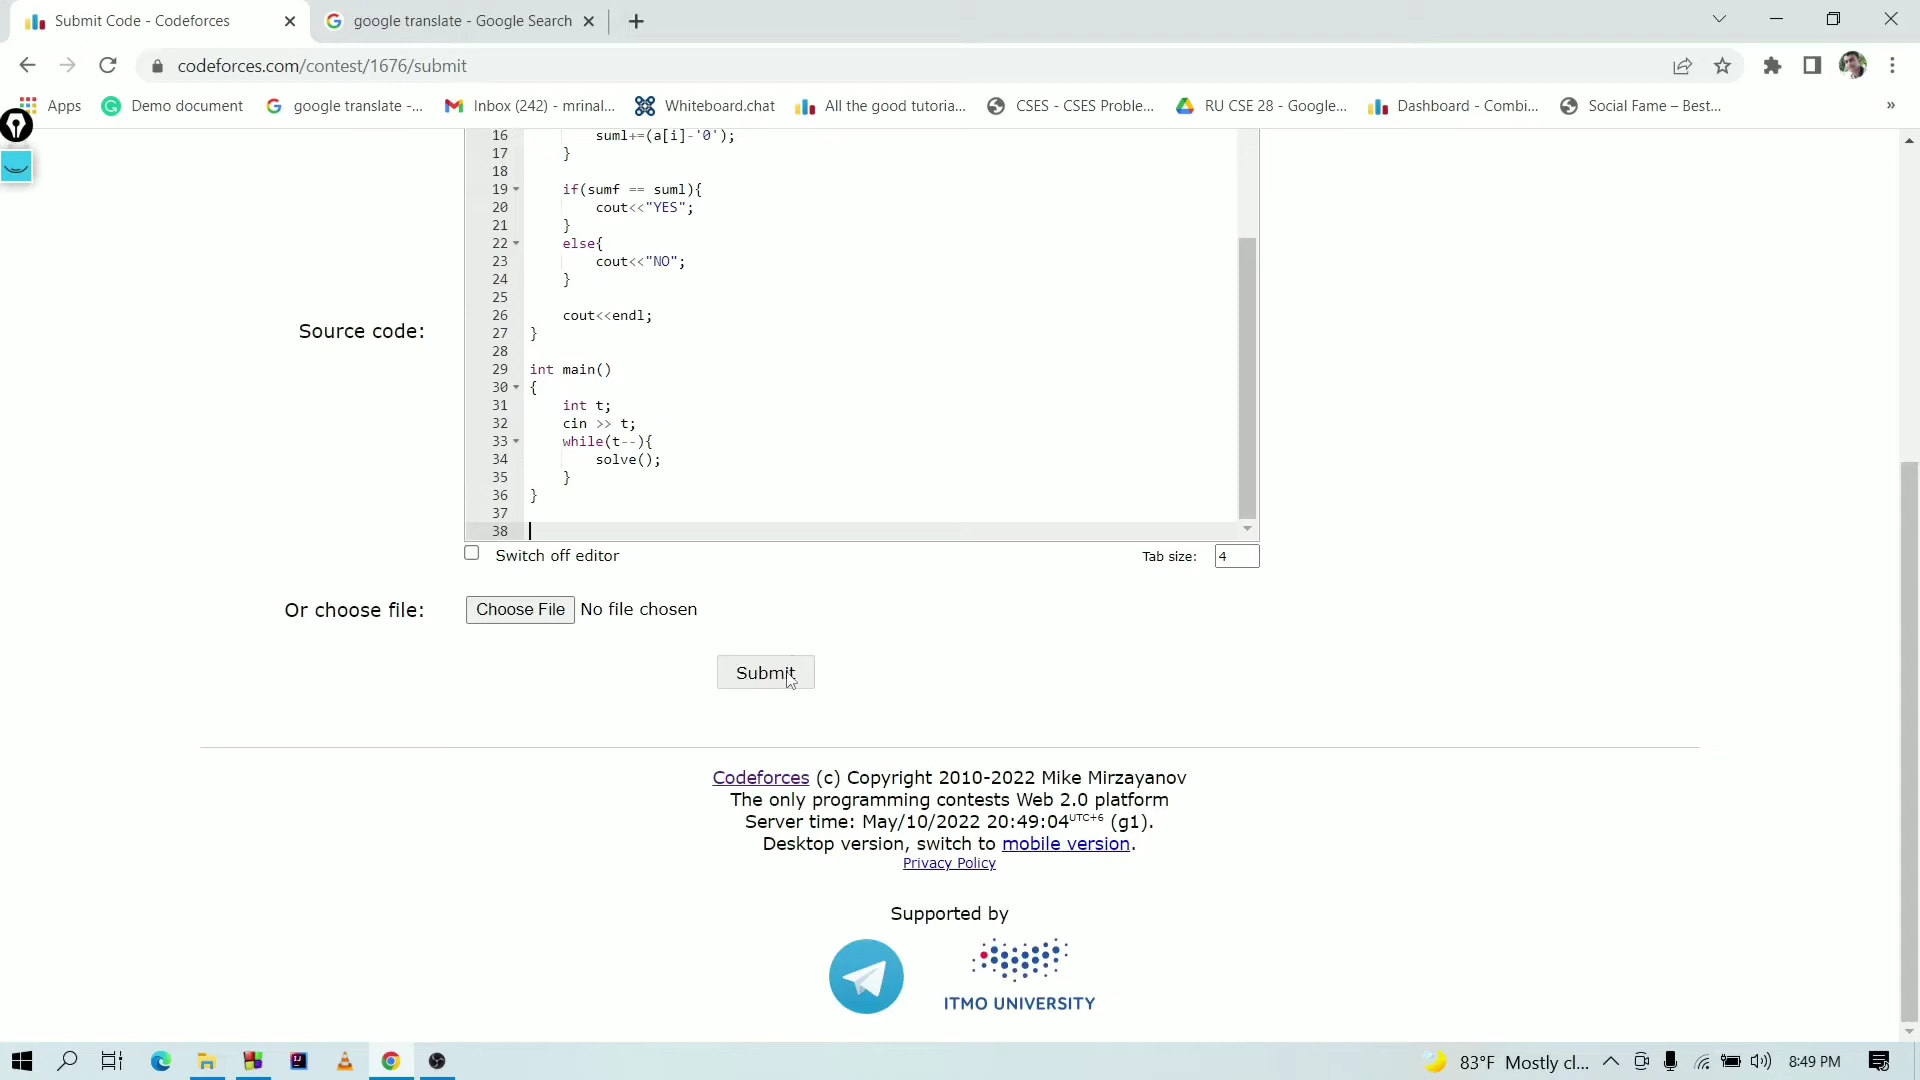 Submit Code - Codeforces
google translate - Google Search
codeforces.com/contest/1676/submit
Apps
Demo document
google translate -...
Inbox (242) - mrinal...
Whiteboard.chat
All the good tutoria...
CSES - CSES Proble...
RU CSE 28 - Google...
Dashboard - Combi...
Social Fame – Best...
»
16 suml+=(a[i]-'0');
17 }
18
19 if(sumf == suml){
20 cout<<"YES";
21 }
22 else{
23 cout<<"NO";
24 }
25
26 cout<<endl;
27 }
28
29 int main()
30 {
31 int t;
32 cin >> t;
33 while(t--){
34 solve();
35 }
36 }
37
38
Source code:
Switch off editor
Tab size: 4
Or choose file:
Choose File No file chosen
Submit
Codeforces (c) Copyright 2010-2022 Mike Mirzayanov
The only programming contests Web 2.0 platform
Server time: May/10/2022 20:49:04UTC+6 (g1).
Desktop version, switch to mobile version.
Privacy Policy
Supported by
ITMO UNIVERSITY
83°F Mostly cl...
8:49 PM